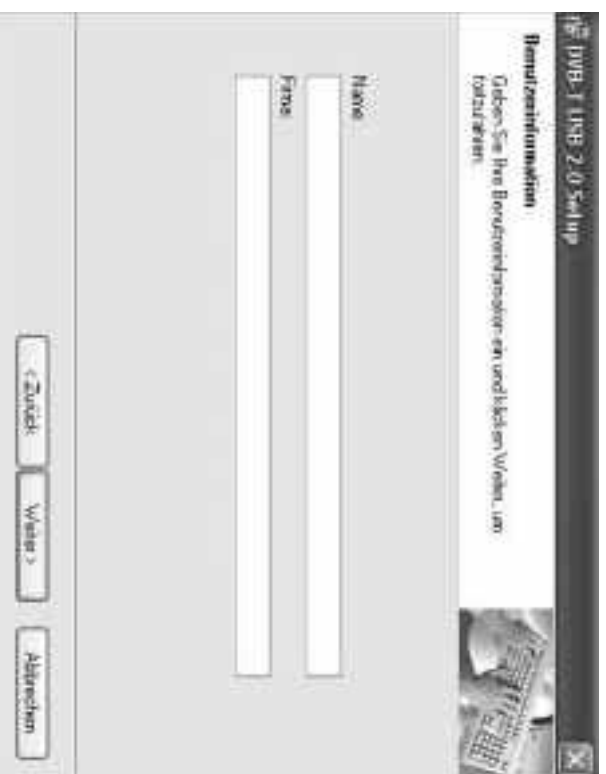 DVB-T USB 2.0 Setup
Benutzerinformation
Geben Sie Ihre Benutzerinformation ein und klicken Weiter, um
fortzufahren.
Name:
Firma:
< Zurück
Weiter >
Abbrechen